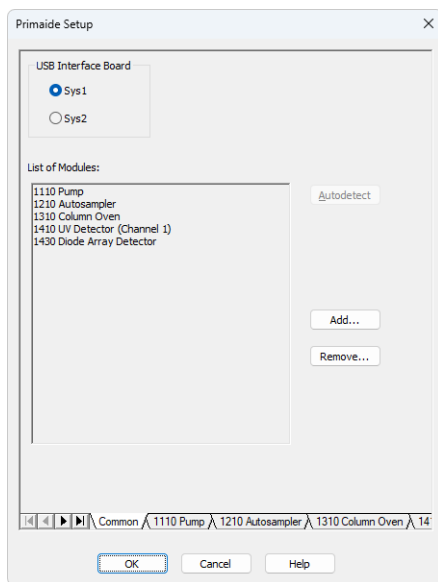 Primaide Setup
USB Interface Board
Sys1
Sys2
List of Modules:
1110 Pump
1210 Autosampler
1310 Column Oven
1410 UV Detector (Channel 1)
1430 Diode Array Detector
Autodetect
Add...
Remove...
Common 1110 Pump 1210 Autosampler 1310 Column Oven 14
OK Cancel Help